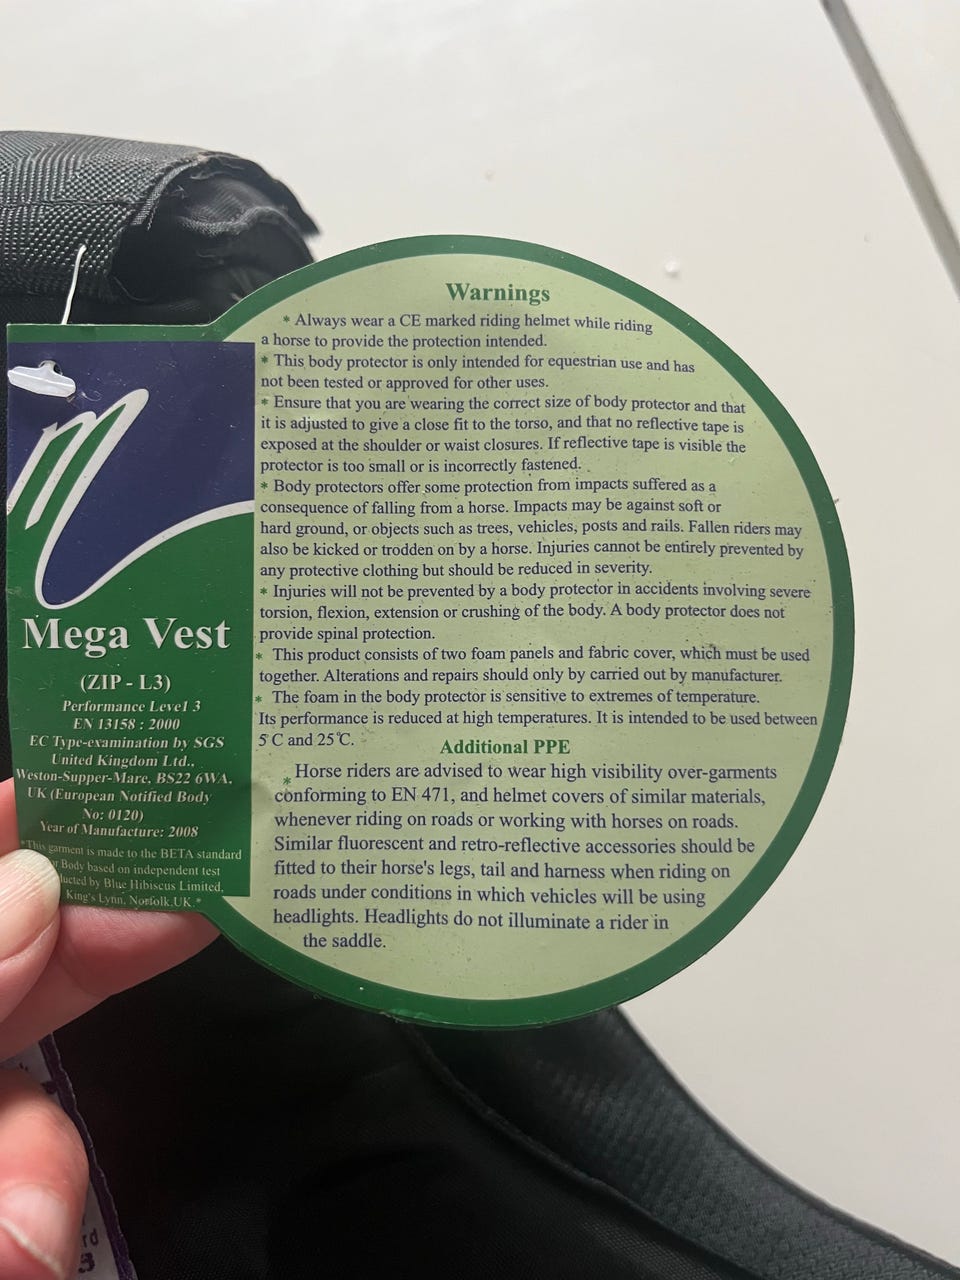 Warnings
* Always wear a CE marked riding helmet while riding
a horse to provide the protection intended.
* This body protector is only intended for equestrian use and has
not been tested or approved for other uses.
* Ensure that you are wearing the correct size of body protector and that
it is adjusted to give a close fit to the torso, and that no reflective tape is
exposed at the shoulder or waist closures. If reflective tape is visible the
protector is too small or is incorrectly fastened.
* Body protectors offer some protection from impacts suffered as a
consequence of falling from a horse. Impacts may be against soft or
hard ground, or objects such as trees, vehicles, posts and rails. Fallen riders may
also be kicked or trodden on by a horse. Injuries cannot be entirely prevented by
any protective clothing but should be reduced in severity.
* Injuries will not be prevented by a body protector in accidents involving severe
torsion, flexion, extension or crushing of the body. A body protector does not
provide spinal protection.
* This product consists of two foam panels and fabric cover, which must be used
together. Alterations and repairs should only by carried out by manufacturer.
* The foam in the body protector is sensitive to extremes of temperature.
Its performance is reduced at high temperatures. It is intended to be used between
5°C and 25°C.
Additional PPE
* Horse riders are advised to wear high visibility over-garments
conforming to EN 471, and helmet covers of similar materials,
whenever riding on roads or working with horses on roads.
Similar fluorescent and retro-reflective accessories should be
fitted to their horse's legs, tail and harness when riding on
roads under conditions in which vehicles will be using
headlights. Headlights do not illuminate a rider in
the saddle.
Mega Vest
(ZIP - L3)
Performance Level 3
EN 13158 : 2000
EC Type-examination by SGS
United Kingdom Ltd.,
Weston-Supper-Mare, BS22 6WA.
UK (European Notified Body
No: 0120)
Year of Manufacture: 2008
*This garment is made to the BETA standard
Body based on independent test
by Blue Hibiscus Limited,
King's Lynn, Norfolk.UK.*